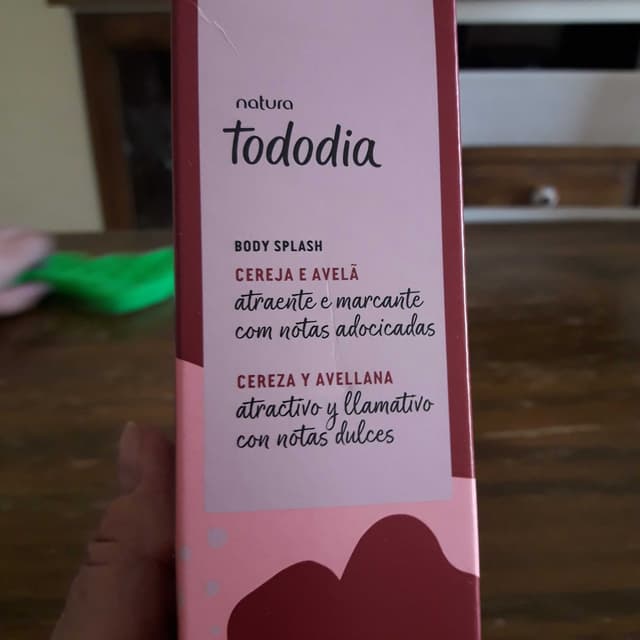 natura
tododia
BODY SPLASH
CEREJA E AVELÃ
atraente e marcante
com notas adocicadas
CEREZA Y AVELLANA
atractivo y llamativo
con notas dulces